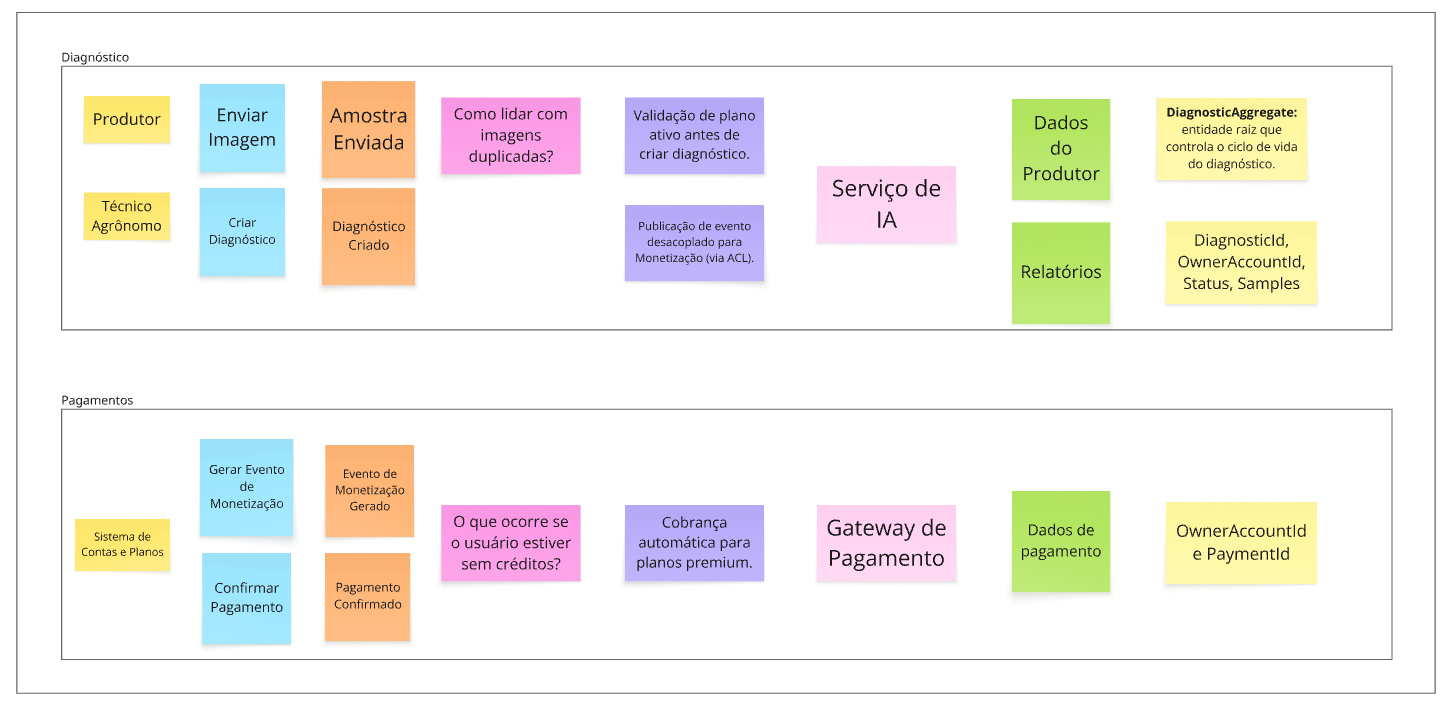 Diagnóstico
Produtor
Técnico
Agrônomo
Enviar
Imagem
Criar
Diagnóstico
Amostra
Enviada
Diagnóstico
Criado
Como lidar com
imagens
duplicadas?
Validação de plano
ativo antes de
criar diagnóstico.
Publicação de evento
desacoplado para
Monetização (via ACL).
Serviço de
IA
Dados
do
Produtor
Relatórios
DiagnosticAggregate:
entidade raiz que
controla o ciclo de vida
do diagnóstico.
DiagnosticId,
OwnerAccountId,
Status, Samples
Pagamentos
Sistema de
Contas e Planos
Gerar Evento
de
Monetização
Confirmar
Pagamento
Evento de
Monetização
Gerado
Pagamento
Confirmado
O que ocorre se
o usuário estiver
sem créditos?
Cobrança
automática para
planos premium.
Gateway de
Pagamento
Dados de
pagamento
OwnerAccountId
e PaymentId